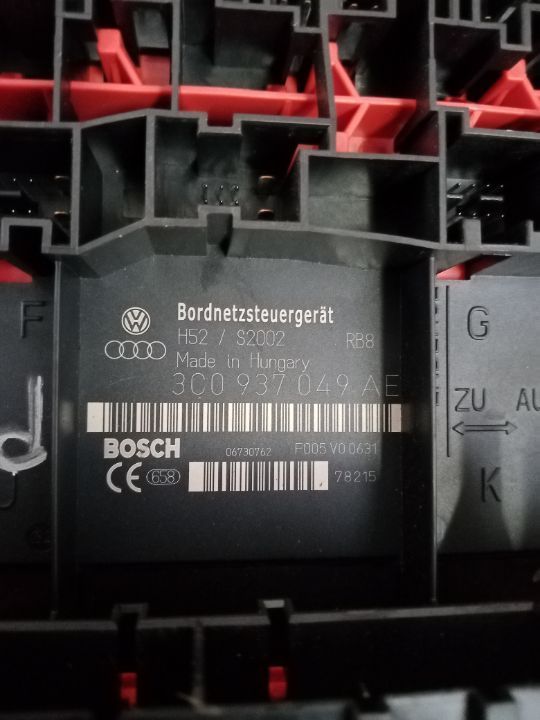 F
Bordnetzsteuergerät
H52 / S2002 RB8
Made in Hungary
3C0 937 049 AE
BOSCH 06730762 F005 V0 0631
CE 658 78215
G
ZU AU
K